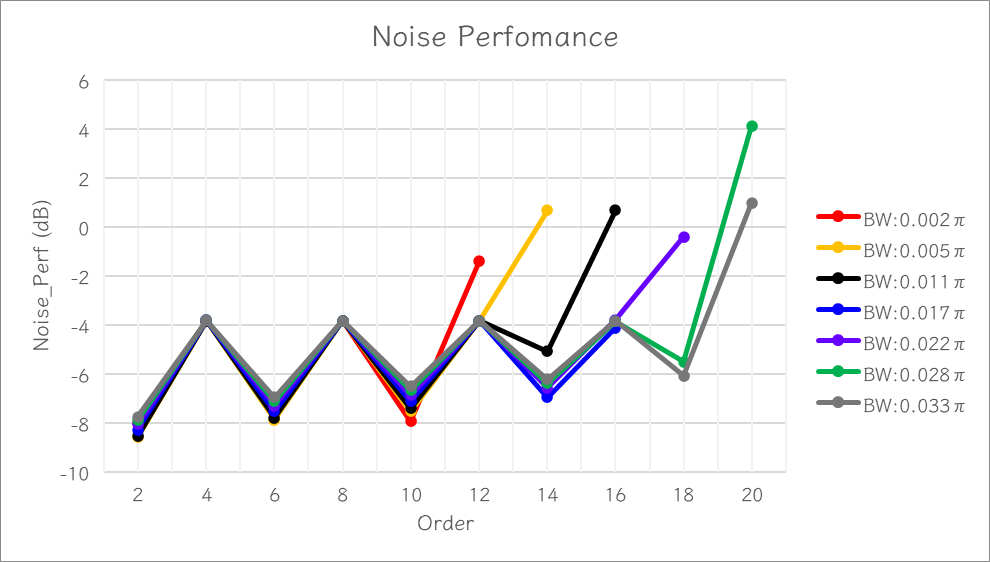 Noise Perfomance
6
4
2
0
-2
-4
-6
-8
-10
Noise_Perf (dB)
2 4 6 8 10 12 14 16 18 20
Order
BW:0.002π
BW:0.005π
BW:0.011π
BW:0.017π
BW:0.022π
BW:0.028π
BW:0.033π